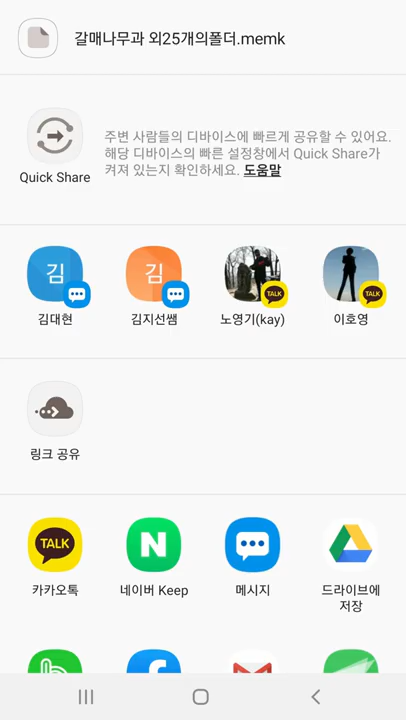 갈매나무과 외25개의폴더.memk
Quick Share
주변 사람들의 디바이스에 빠르게 공유할 수 있어요.
해당 디바이스의 빠른 설정창에서 Quick Share가
켜져 있는지 확인하세요. 도움말
김
김
TALK
TALK
김대현
김지선쌤
노영기(kay)
이호영
링크 공유
TALK
N
카카오톡
네이버 Keep
메시지
드라이브에
저장